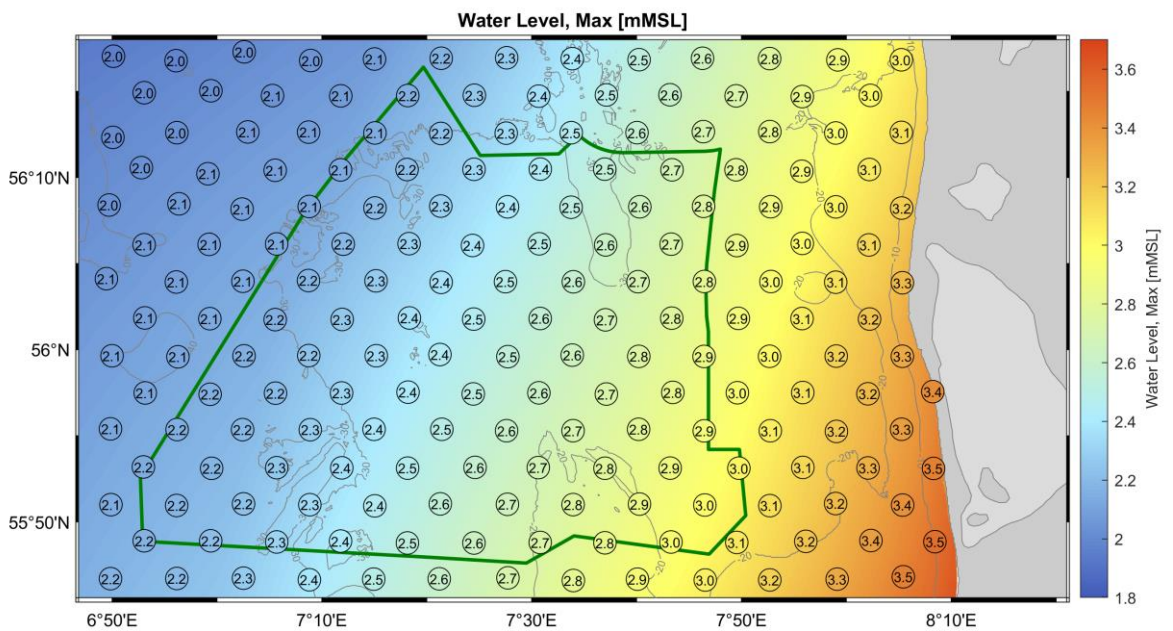 Water Level, Max [mMSL]
2.0 2.0 2.0 2.0 2.1 2.2 2.3 2.4 2.5 2.6 2.8 2.9 3.0
2.0 2.0 2.1 2.1 2.2 2.3 2.4 2.5 2.6 2.7 2.9 3.0
2.0 2.0 2.1 2.1 2.1 2.2 2.3 2.5 2.6 2.7 2.8 3.0 3.1
2.0 2.1 2.1 2.1 2.2 2.3 2.4 2.5 2.7 2.8 2.9 3.1
56°10'N
2.0 2.1 2.1 2.1 2.2 2.3 2.4 2.5 2.6 2.8 2.9 3.0 3.2
2.1 2.1 2.1 2.2 2.3 2.4 2.5 2.6 2.7 2.9 3.0 3.1
2.1 2.1 2.1 2.2 2.3 2.4 2.5 2.6 2.7 2.8 3.0 3.1 3.3
2.1 2.1 2.2 2.3 2.4 2.5 2.6 2.7 2.8 2.9 3.1 3.2
56°N
2.1 2.1 2.2 2.2 2.3 2.4 2.5 2.6 2.8 2.9 3.0 3.2 3.3
2.1 2.2 2.2 2.3 2.4 2.5 2.6 2.7 2.8 3.0 3.1 3.2 3.4
2.1 2.2 2.2 2.3 2.4 2.5 2.6 2.7 2.8 2.9 3.1 3.2 3.3
2.2 2.2 2.3 2.4 2.5 2.6 2.7 2.8 2.9 3.0 3.1 3.3 3.5
2.1 2.2 2.2 2.3 2.4 2.6 2.7 2.8 2.9 3.0 3.1 3.2 3.4
55°50'N
2.2 2.2 2.3 2.4 2.5 2.6 2.7 2.8 3.0 3.1 3.2 3.4 3.5
2.2 2.2 2.3 2.4 2.5 2.6 2.7 2.8 2.9 3.0 3.2 3.3 3.5
6°50'E 7°10'E 7°30'E 7°50'E 8°10'E
3.6
3.4
3.2
3
2.8
2.6
2.4
2.2
2
1.8
Water Level, Max [mMSL]